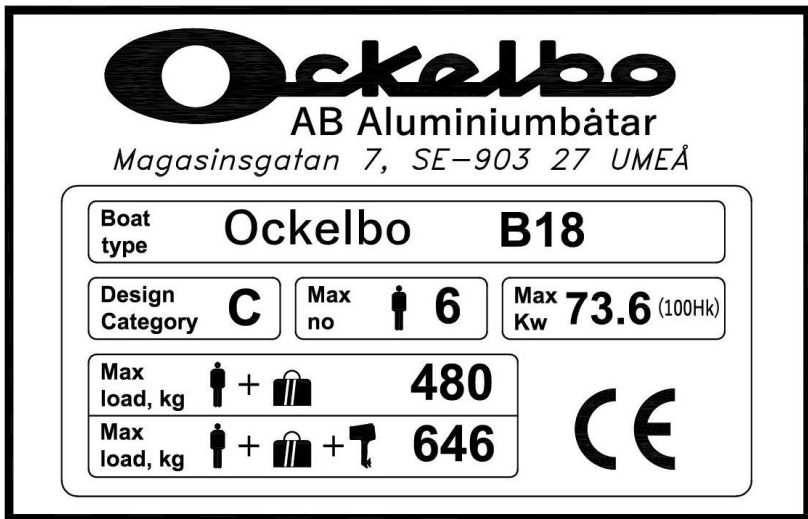 Ockelbo
AB Aluminiumbåtar
Magasinsgatan 7, SE-903 27 UMEÅ
Boat type Ockelbo B18
Design Category C
Max no 6
Max Kw 73.6 (100Hk)
Max load, kg + 480
Max load, kg + + 646
CE